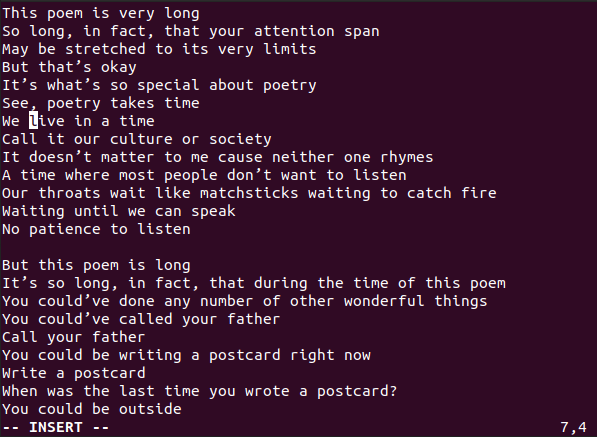 This poem is very long
So long, in fact, that your attention span
May be stretched to its very limits
But that’s okay
It’s what’s so special about poetry
See, poetry takes time
We live in a time
Call it our culture or society
It doesn’t matter to me cause neither one rhymes
A time where most people don’t want to listen
Our throats wait like matchsticks waiting to catch fire
Waiting until we can speak
No patience to listen

But this poem is long
It’s so long, in fact, that during the time of this poem
You could’ve done any number of other wonderful things
You could’ve called your father
Call your father
You could be writing a postcard right now
Write a postcard
When was the last time you wrote a postcard?
You could be outside
-- INSERT -- 7,4